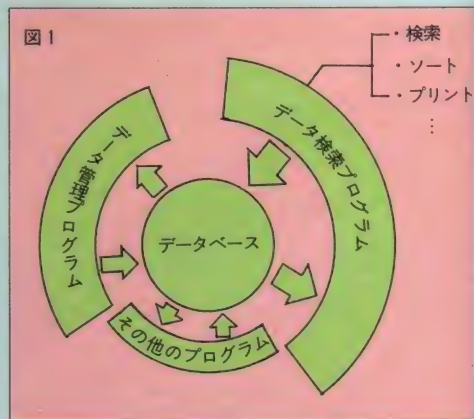 図1
・検索
・ソート
・プリント
⋮
データ検索プログラム
データ管理プログラム
データベース
その他のプログラム